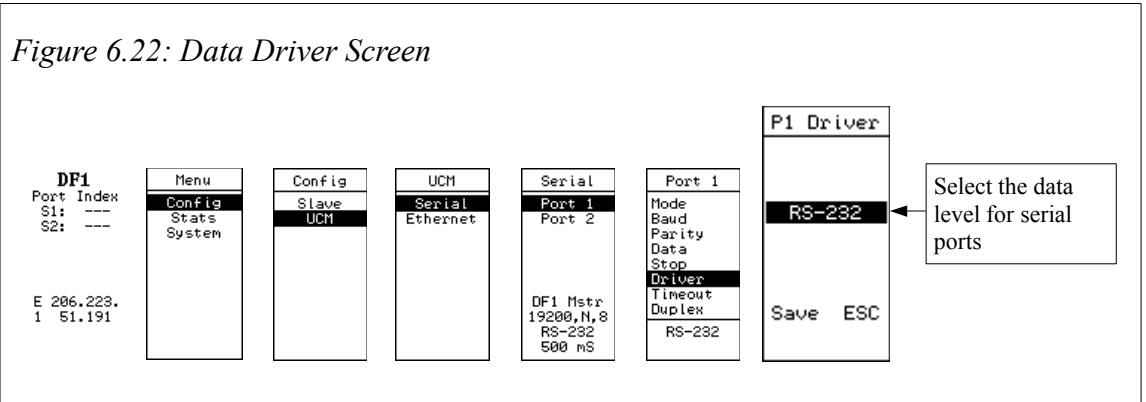 Figure 6.22: Data Driver Screen
DF1
Port Index
S1: ---
S2: ---
E 206.223.
1 51.191
Menu
Config
Stats
System
Config
Slave
UCM
UCM
Serial
Ethernet
Serial
Port 1
Port 2
DF1 Mstr
19200,N,8
RS-232
500 mS
Port 1
Mode
Baud
Parity
Data
Stop
Driver
Timeout
Duplex
RS-232
P1 Driver
RS-232
Save ESC
Select the data
level for serial
ports